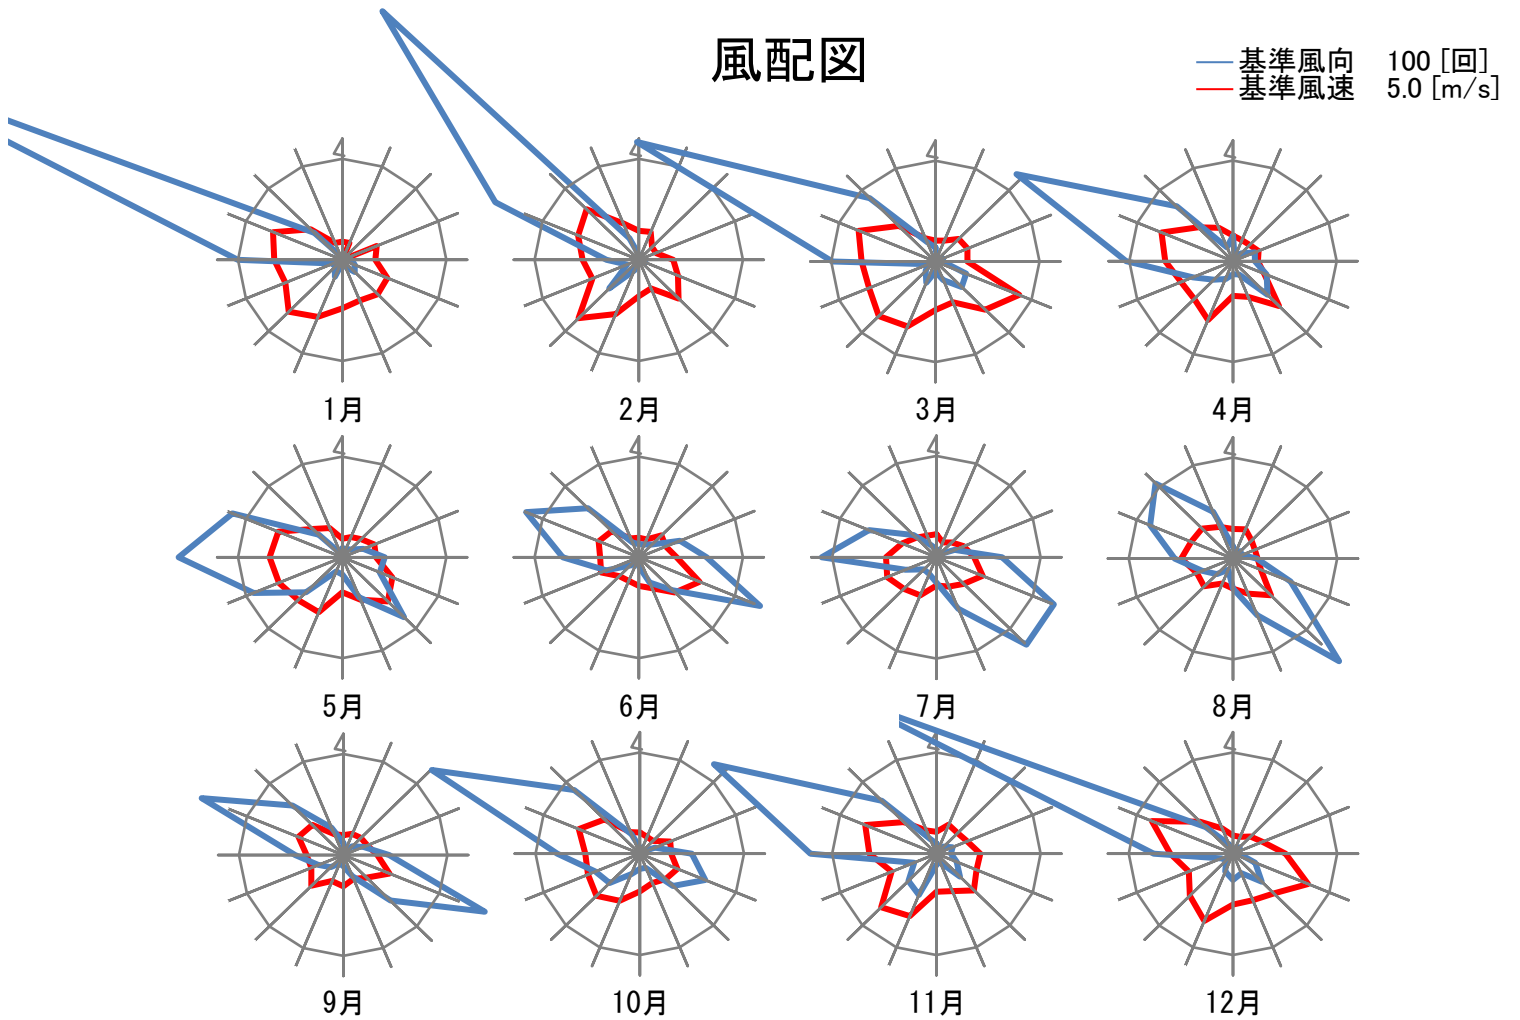 風配図
基準風向 100 [回]
基準風速 5.0 [m/s]
1月 2月 3月 4月
5月 6月 7月 8月
9月 10月 11月 12月